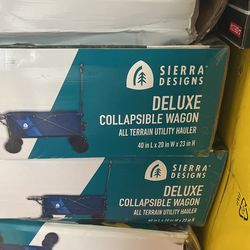 SIERRA
DESIGNS
DELUXE
COLLAPSIBLE WAGON
ALL TERRAIN UTILITY HAULER
40 in L x 20 in W x 23 in H
SIERRA
DESIGNS
DELUXE
COLLAPSIBLE WAGON
ALL TERRAIN UTILITY HAULER